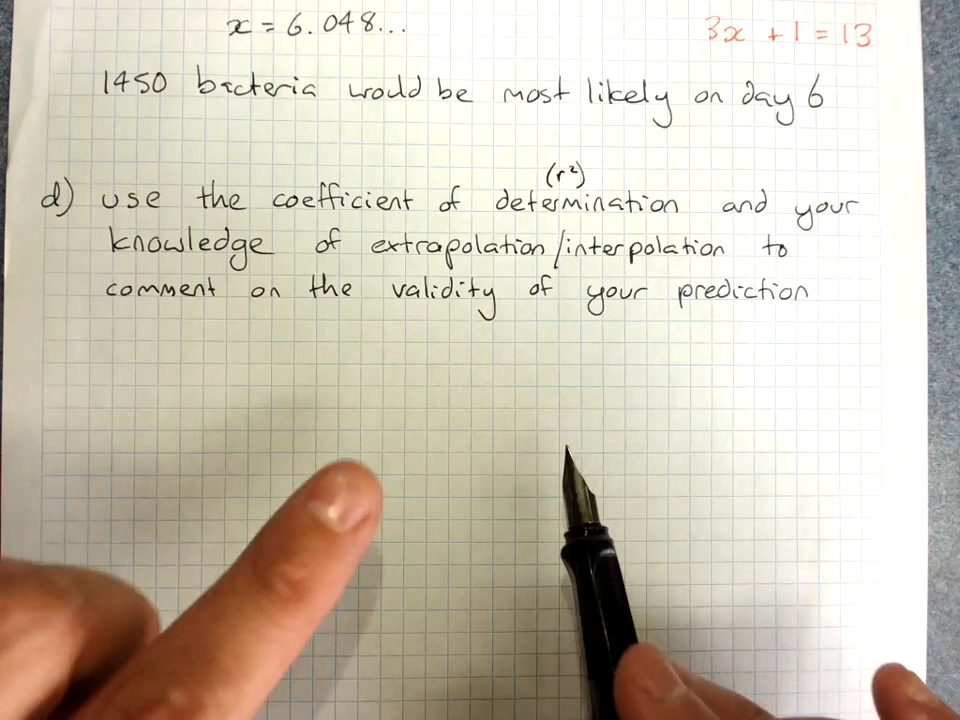 x = 6.048...
3x + 1 = 13
1450 bacteria would be most likely on day 6
(r²)
d) use the coefficient of determination and your
knowledge of extrapolation/interpolation to
comment on the validity of your prediction